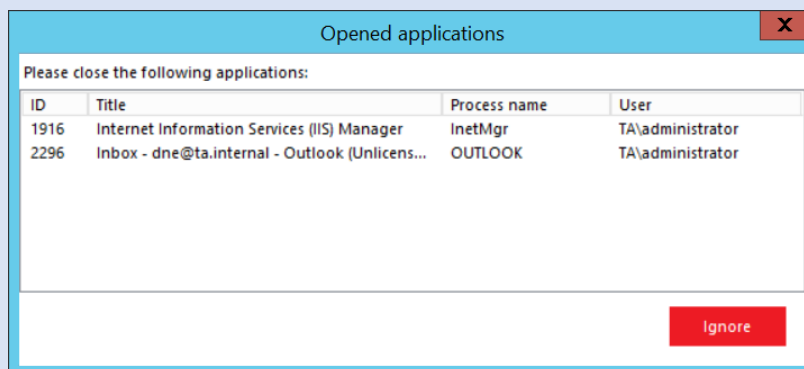 Opened applications
X
Please close the following applications:
ID Title Process name User
1916 Internet Information Services (IIS) Manager InetMgr TA\administrator
2296 Inbox - dne@ta.internal - Outlook (Unlicens... OUTLOOK TA\administrator
Ignore